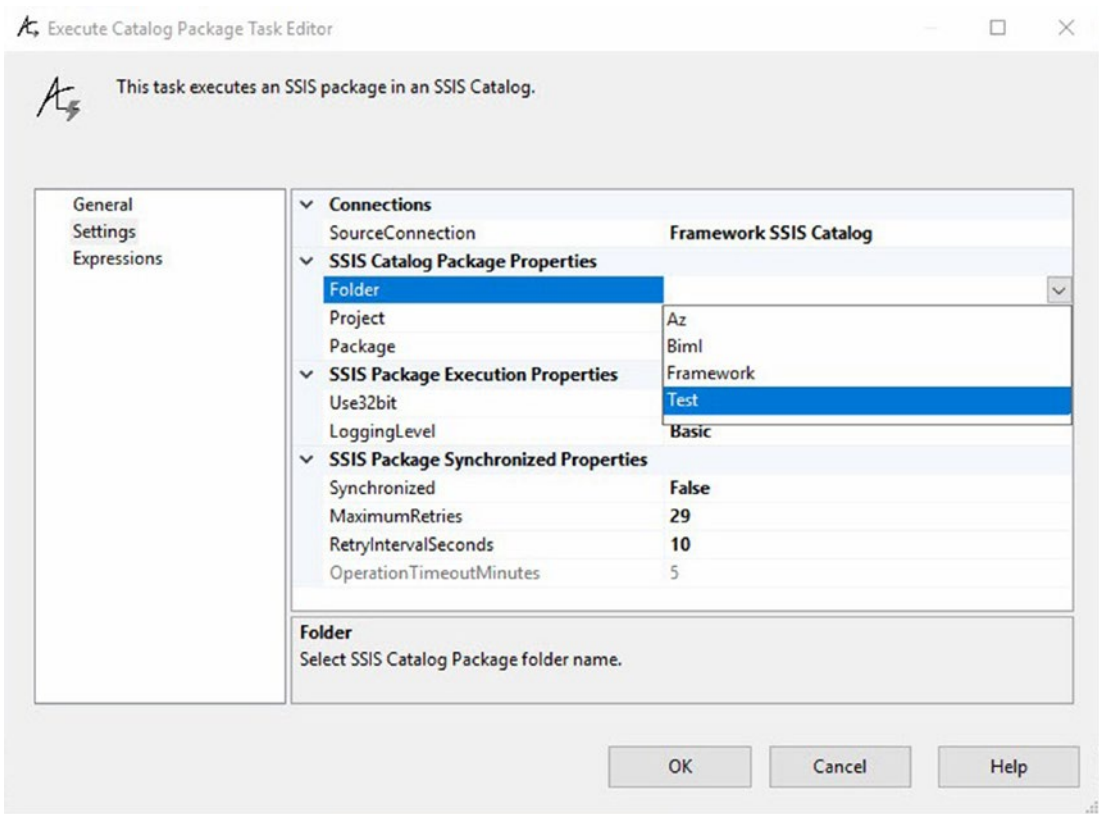 Execute Catalog Package Task Editor
This task executes an SSIS package in an SSIS Catalog.
General
Settings
Expressions
Connections
SourceConnection Framework SSIS Catalog
SSIS Catalog Package Properties
Folder
Project
Package
Az
Biml
Framework
Test
SSIS Package Execution Properties
Use32bit
LoggingLevel Basic
SSIS Package Synchronized Properties
Synchronized False
MaximumRetries 29
RetryIntervalSeconds 10
OperationTimeoutMinutes 5
Folder
Select SSIS Catalog Package folder name.
OK Cancel Help